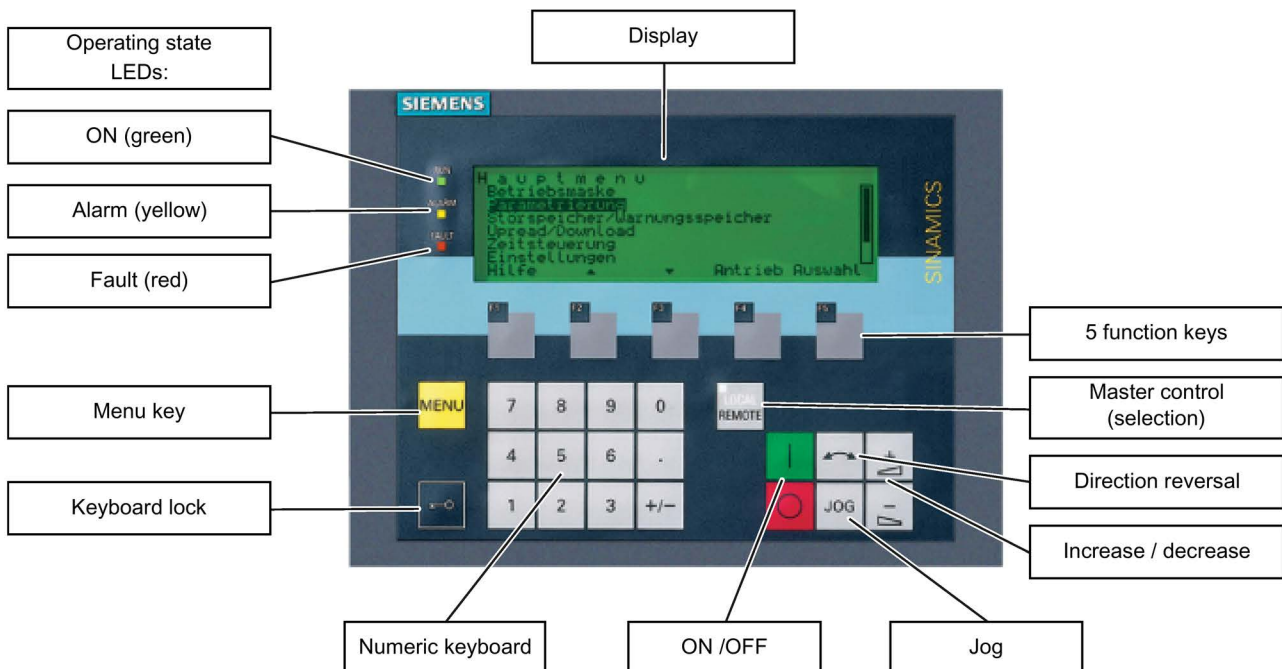 Operating state
LEDs:
Display
ON (green)
Alarm (yellow)
Fault (red)
Menu key
Keyboard lock
SIEMENS
RUN
ALARM
FAULT
Hauptmenu
Betriebsmaske
Parametrierung
Störspeicher/Warnungsspeicher
Upread/Download
Zeitsteuerung
Einstellungen
Hilfe Antrieb Auswahl
SINAMICS
F1 F2 F3 F4 F5
MENU
7 8 9 0
4 5 6 .
1 2 3 +/-
LOCAL
REMOTE
JOG
+
-
5 function keys
Master control
(selection)
Direction reversal
Increase / decrease
Numeric keyboard
ON /OFF
Jog